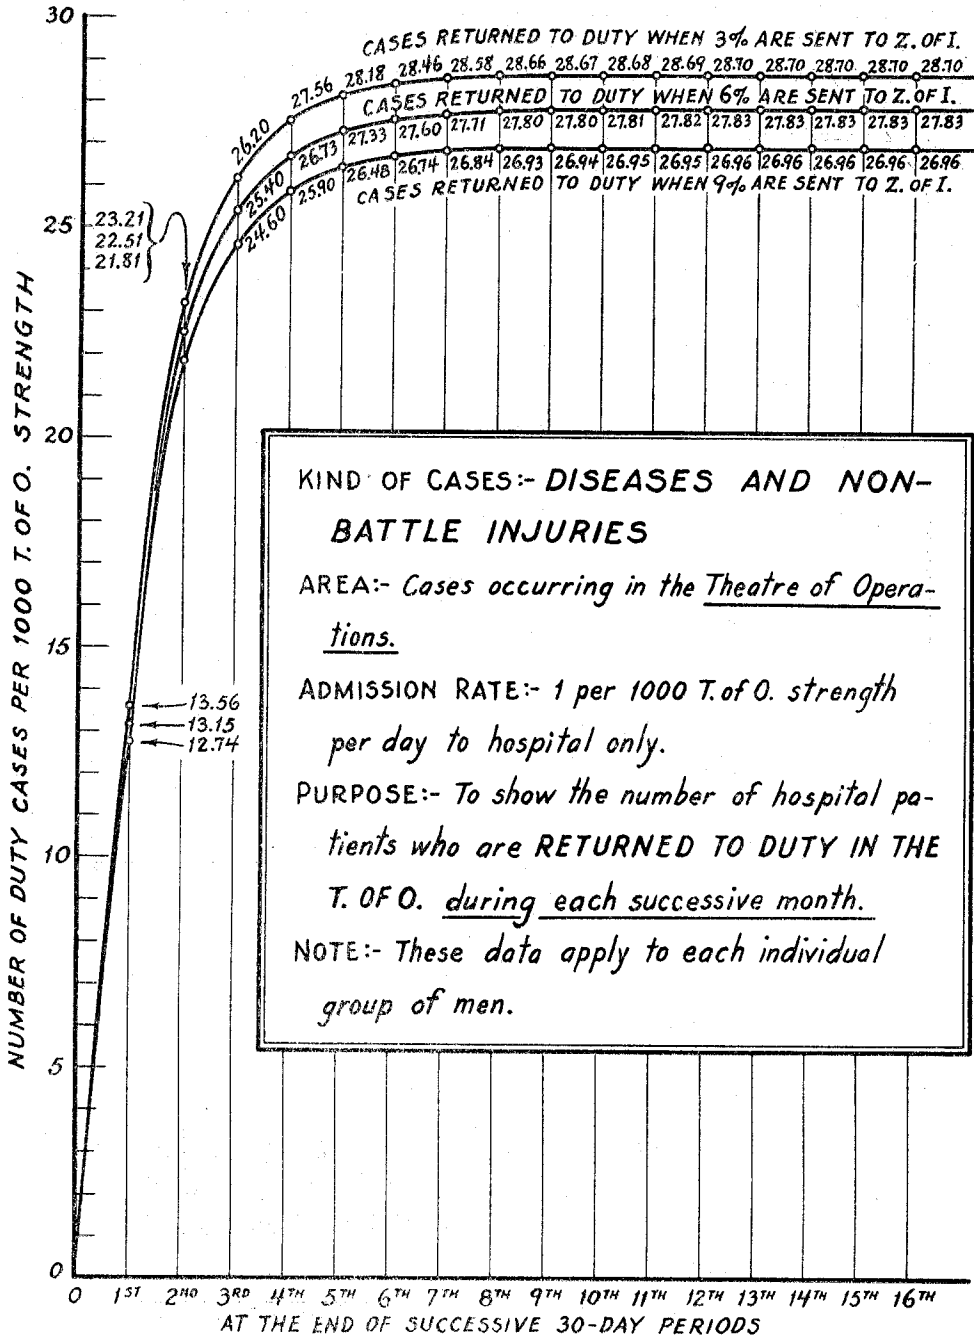 30
CASES RETURNED TO DUTY WHEN 3% ARE SENT TO Z. OF I.
26.20 27.56 28.18 28.46 28.58 28.66 28.67 28.68 28.69 28.70 28.70 28.70 28.70 28.70
CASES RETURNED TO DUTY WHEN 6% ARE SENT TO Z. OF I.
25.40 26.73 27.33 27.60 27.71 27.80 27.80 27.81 27.82 27.83 27.83 27.83 27.83 27.83
24.60 25.90 26.48 26.74 26.84 26.93 26.94 26.95 26.95 26.96 26.96 26.96 26.96 26.96
CASES RETURNED TO DUTY WHEN 9% ARE SENT TO Z. OF I.
25
23.21
22.51
21.81
NUMBER OF DUTY CASES PER 1000 T. OF O. STRENGTH
20
KIND OF CASES:- DISEASES AND NON-
BATTLE INJURIES
AREA:- Cases occurring in the Theatre of Opera-
tions.
15
ADMISSION RATE:- 1 per 1000 T. of O. strength
per day to hospital only.
13.56
13.15
12.74
PURPOSE:- To show the number of hospital pa-
tients who are RETURNED TO DUTY IN THE
T. OF O. during each successive month.
10
NOTE:- These data apply to each individual
group of men.
5
0
0 1ST 2ND 3RD 4TH 5TH 6TH 7TH 8TH 9TH 10TH 11TH 12TH 13TH 14TH 15TH 16TH
AT THE END OF SUCCESSIVE 30-DAY PERIODS